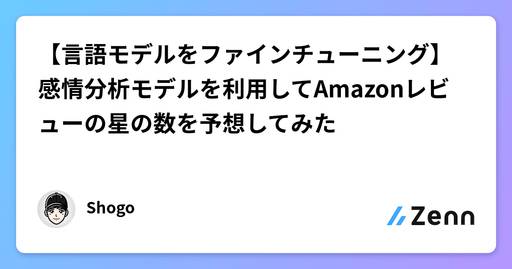 【言語モデルをファインチューニング】
感情分析モデルを利用してAmazonレビ
ューの星の数を予想してみた
Shogo
Zenn